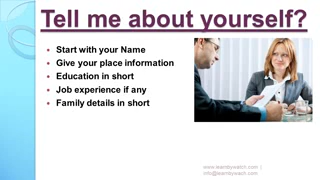 Tell me about yourself?
Start with your Name
Give your place information
Education in short
Job experience if any
Family details in short
www.learnbywatch.com |
info@learnbywach.com